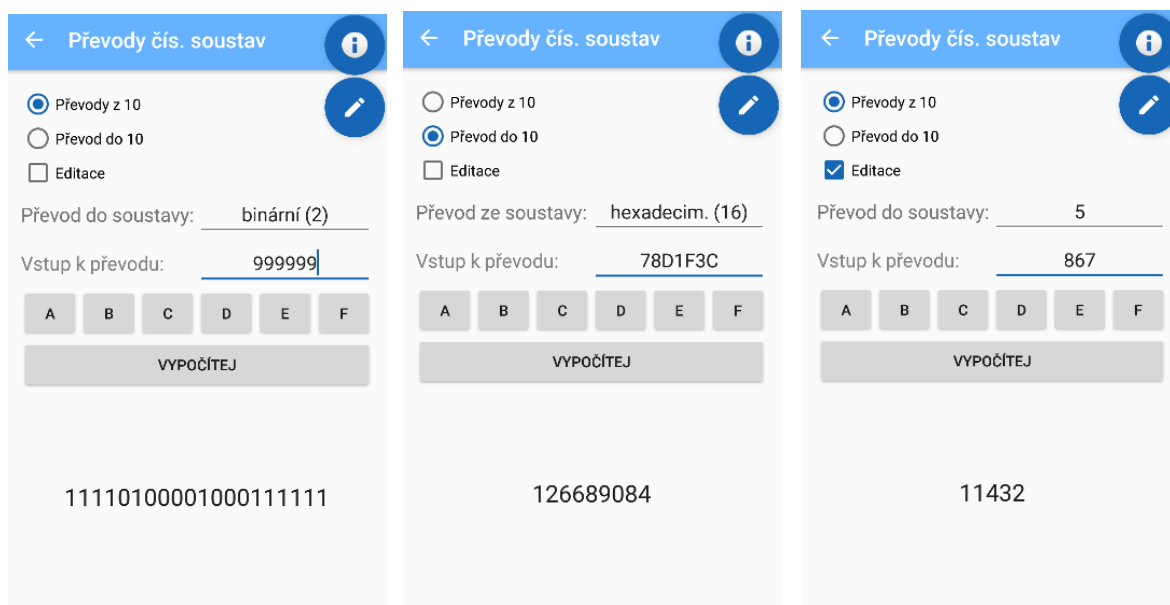 Převody čís. soustav
Převody z 10
Převod do 10
Editace
Převod do soustavy: binární (2)
Vstup k převodu: 999999
A B C D E F
VYPOČÍTEJ
11110100001000111111
Převody čís. soustav
Převody z 10
Převod do 10
Editace
Převod ze soustavy: hexadecim. (16)
Vstup k převodu: 78D1F3C
A B C D E F
VYPOČÍTEJ
126689084
Převody čís. soustav
Převody z 10
Převod do 10
Editace
Převod do soustavy: 5
Vstup k převodu: 867
A B C D E F
VYPOČÍTEJ
11432